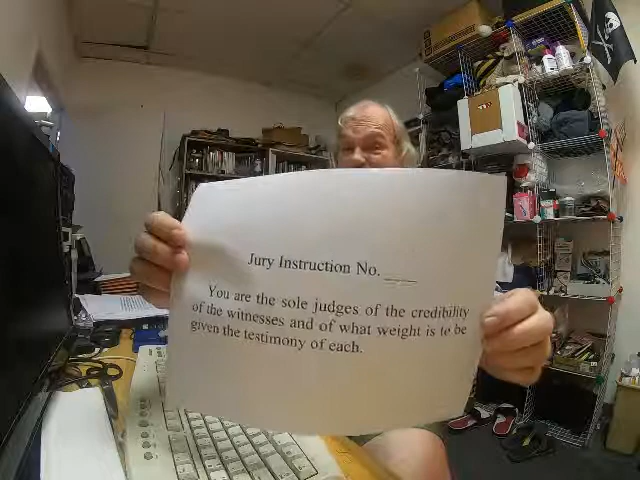 Jury Instruction No. ____
You are the sole judges of the credibility
of the witnesses and of what weight is to be
given the testimony of each.